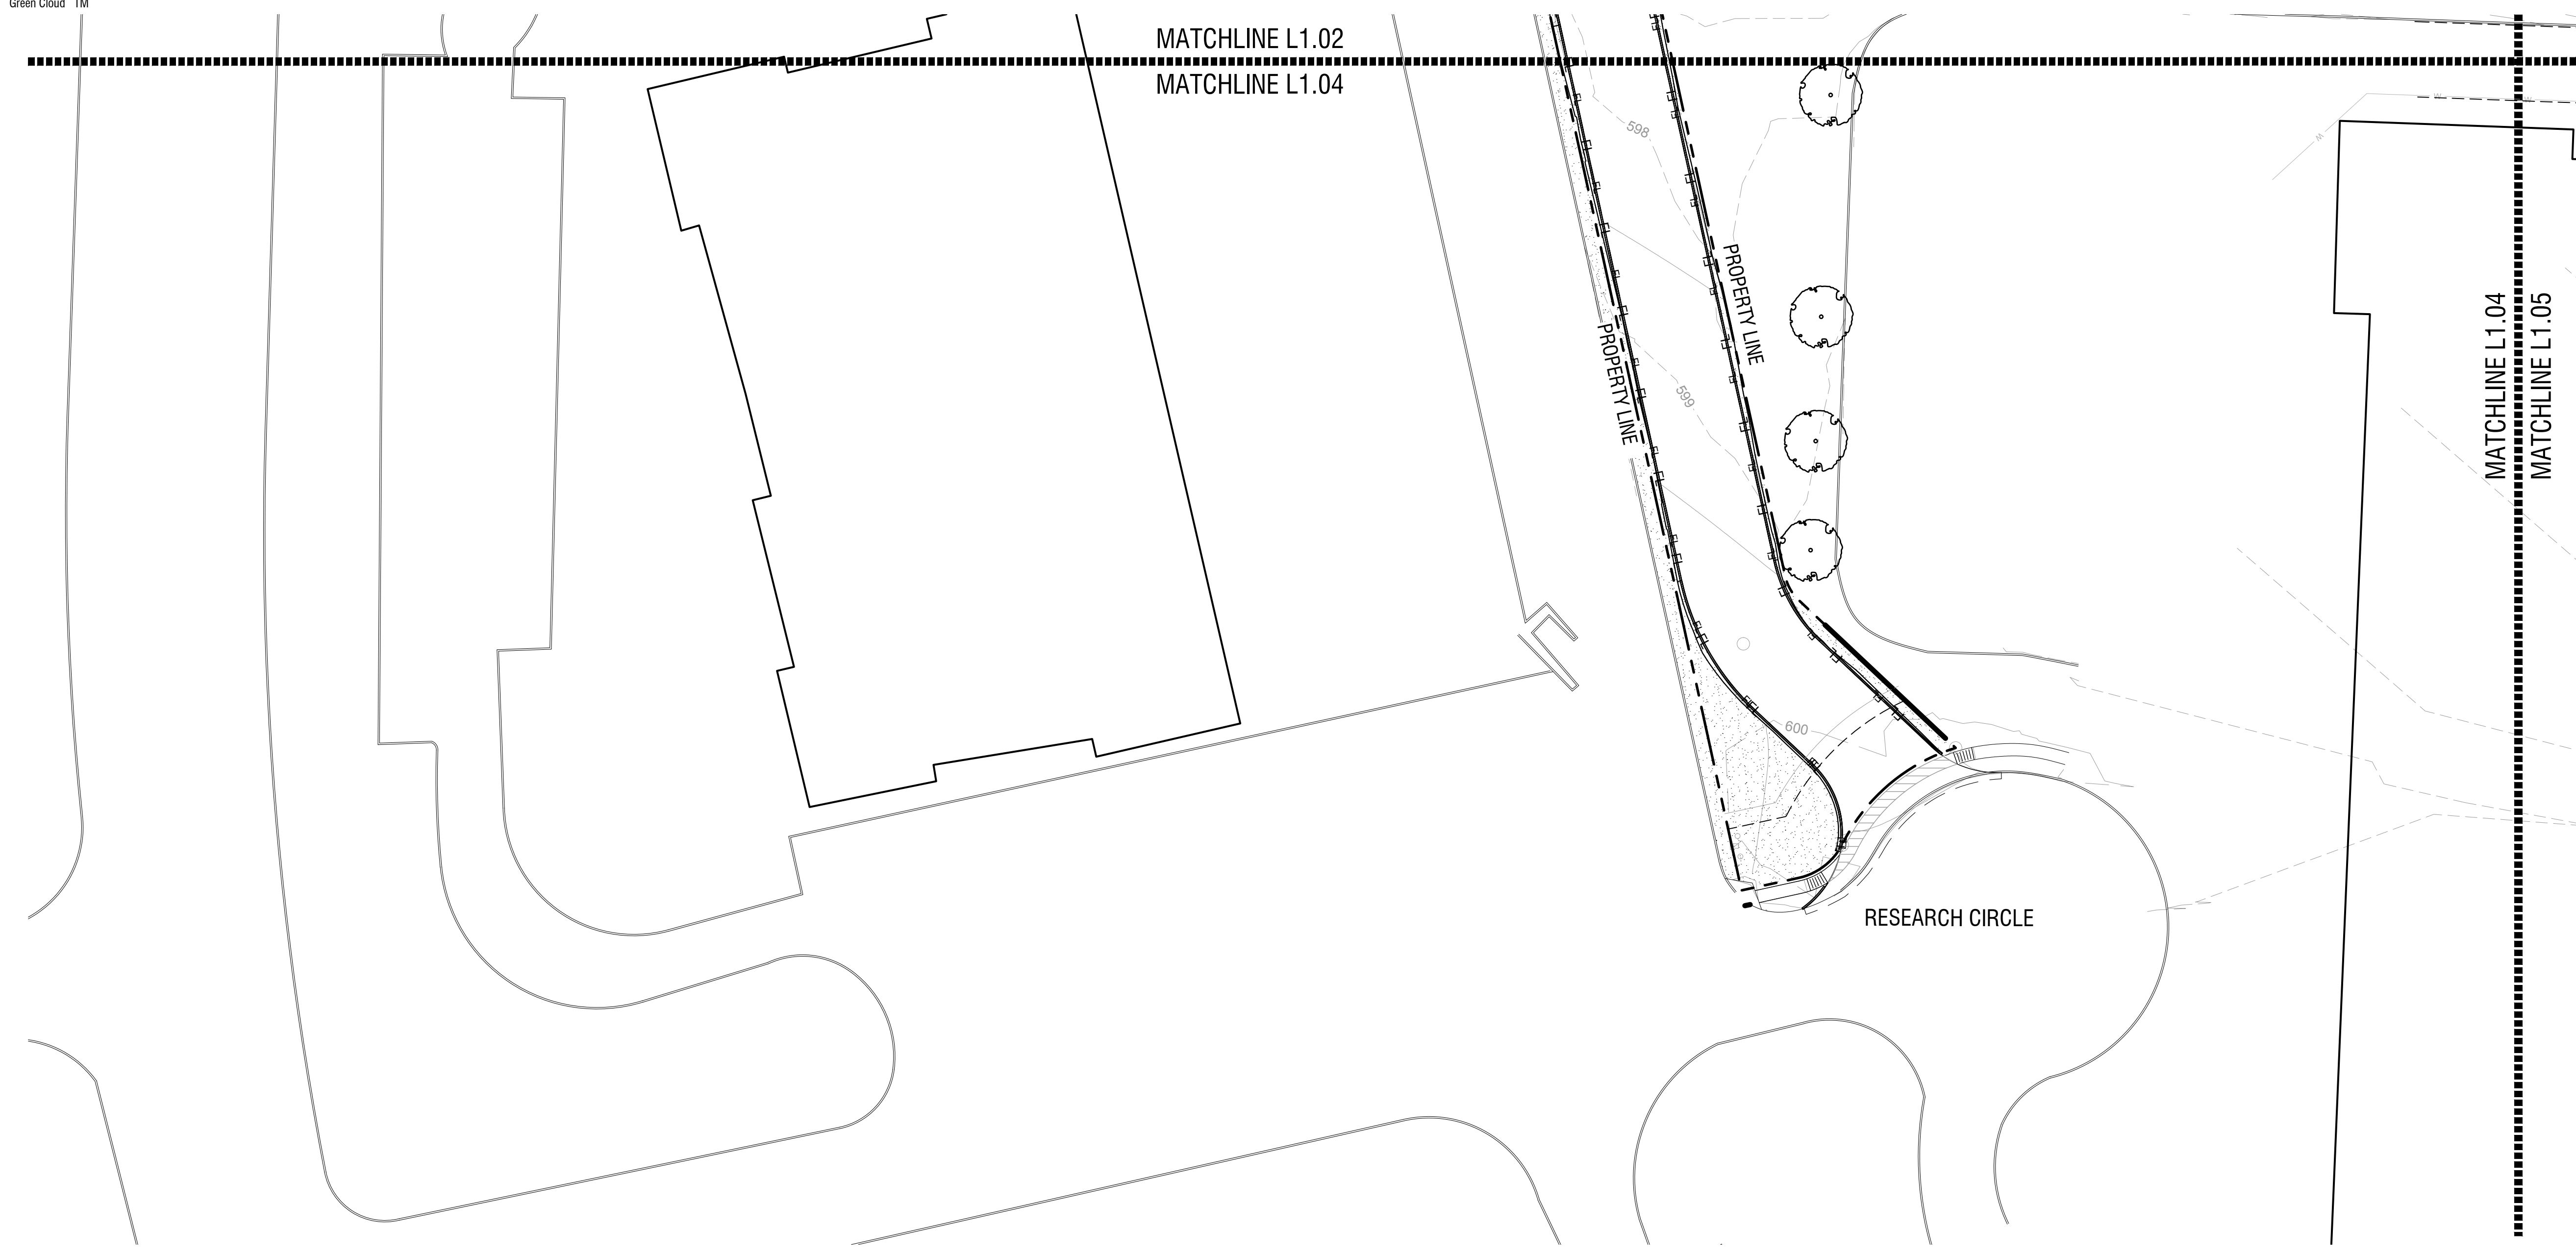 Green Cloud TM
MATCHLINE L1.02
MATCHLINE L1.04
598
PROPERTY LINE
PROPERTY LINE
599
600
RESEARCH CIRCLE
MATCHLINE L1.04
MATCHLINE L1.05
W
W
W